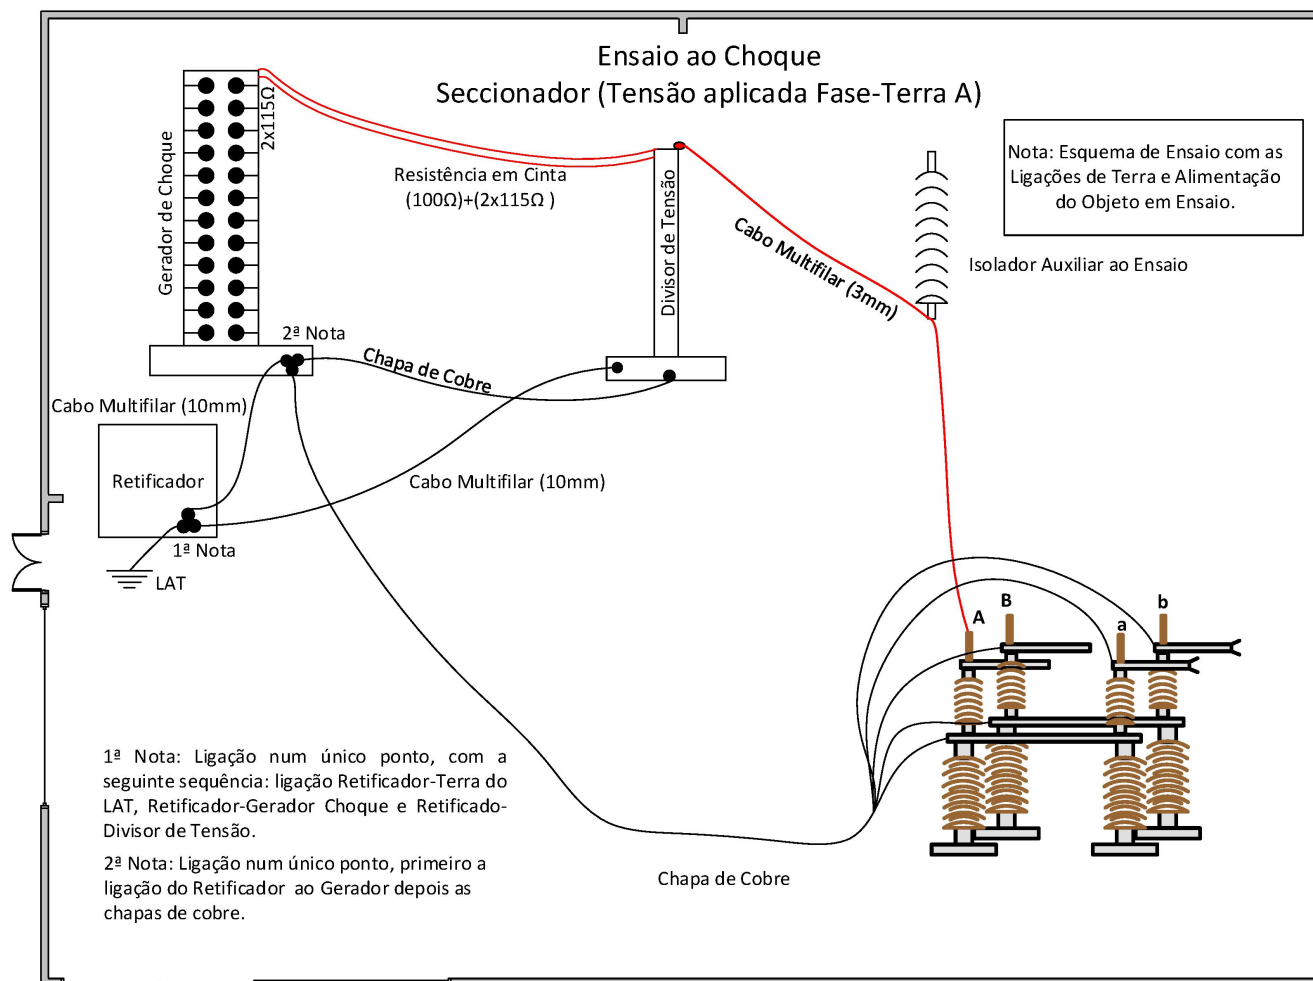 Ensaio ao Choque
Seccionador (Tensão aplicada Fase-Terra A)
Gerador de Choque
2x115Ω
Resistência em Cinta
(100Ω)+(2x115Ω )
Divisor de Tensão
Cabo Multifilar (3mm)
Nota: Esquema de Ensaio com as
Ligações de Terra e Alimentação
do Objeto em Ensaio.
Isolador Auxiliar ao Ensaio
2ª Nota
Chapa de Cobre
Cabo Multifilar (10mm)
Retificador
Cabo Multifilar (10mm)
1ª Nota
LAT
A
B
a
b
1ª Nota: Ligação num único ponto, com a
seguinte sequência: ligação Retificador-Terra do
LAT, Retificador-Gerador Choque e Retificado-
Divisor de Tensão.
2ª Nota: Ligação num único ponto, primeiro a
ligação do Retificador ao Gerador depois as
chapas de cobre.
Chapa de Cobre